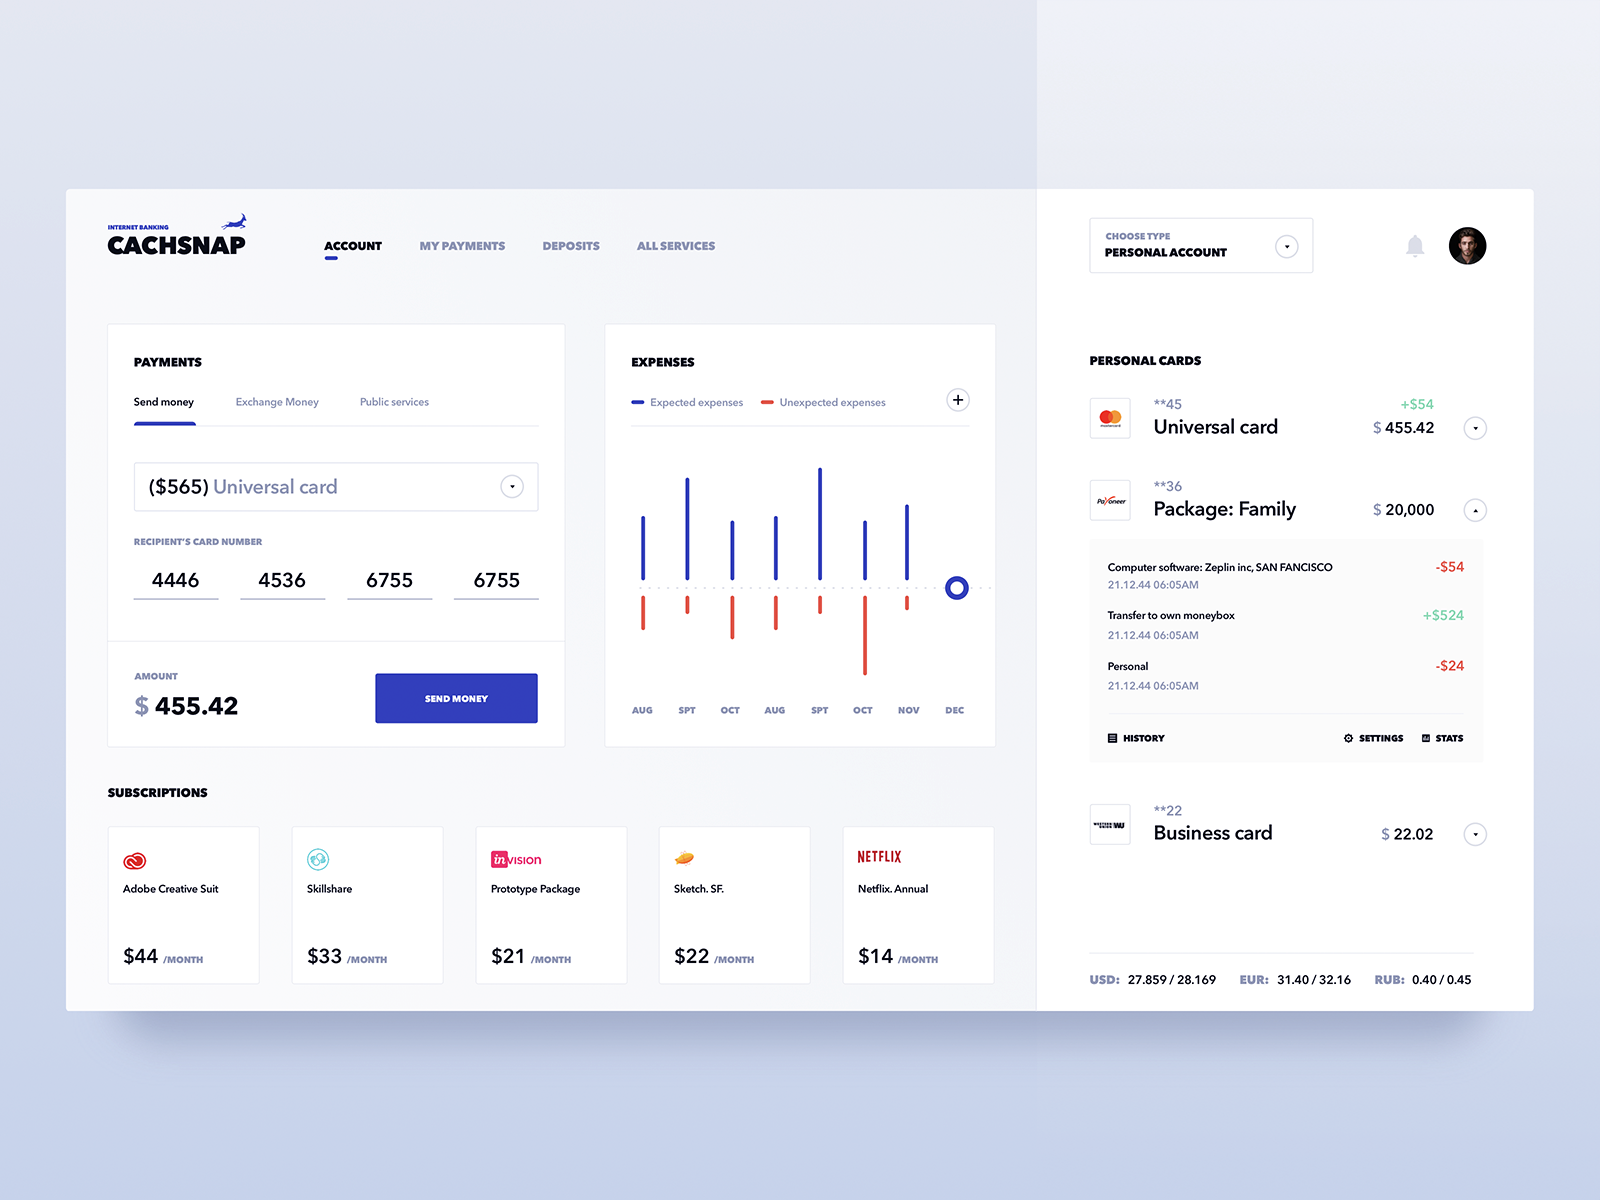 INTERNET BANKING
CACHSNAP
ACCOUNT
MY PAYMENTS
DEPOSITS
ALL SERVICES
CHOOSE TYPE
PERSONAL ACCOUNT
PAYMENTS
Send money
Exchange Money
Public services
($565) Universal card
RECIPIENT'S CARD NUMBER
4446 4536 6755 6755
AMOUNT
$ 455.42
SEND MONEY
EXPENSES
Expected expenses
Unexpected expenses
AUG SPT OCT AUG SPT OCT NOV DEC
SUBSCRIPTIONS
Adobe Creative Suit
$44 /MONTH
Skillshare
$33 /MONTH
invision
Prototype Package
$21 /MONTH
Sketch. SF.
$22 /MONTH
NETFLIX
Netflix. Annual
$14 /MONTH
PERSONAL CARDS
mastercard
**45
+$54
Universal card
$ 455.42
Payoneer
**36
Package: Family
$ 20,000
Computer software: Zeplin inc, SAN FANCISCO
-$54
21.12.44 06:05AM
Transfer to own moneybox
+$524
21.12.44 06:05AM
Personal
-$24
21.12.44 06:05AM
HISTORY
SETTINGS
STATS
WESTERN UNION WU
**22
Business card
$ 22.02
USD: 27.859 / 28.169 EUR: 31.40 / 32.16 RUB: 0.40 / 0.45